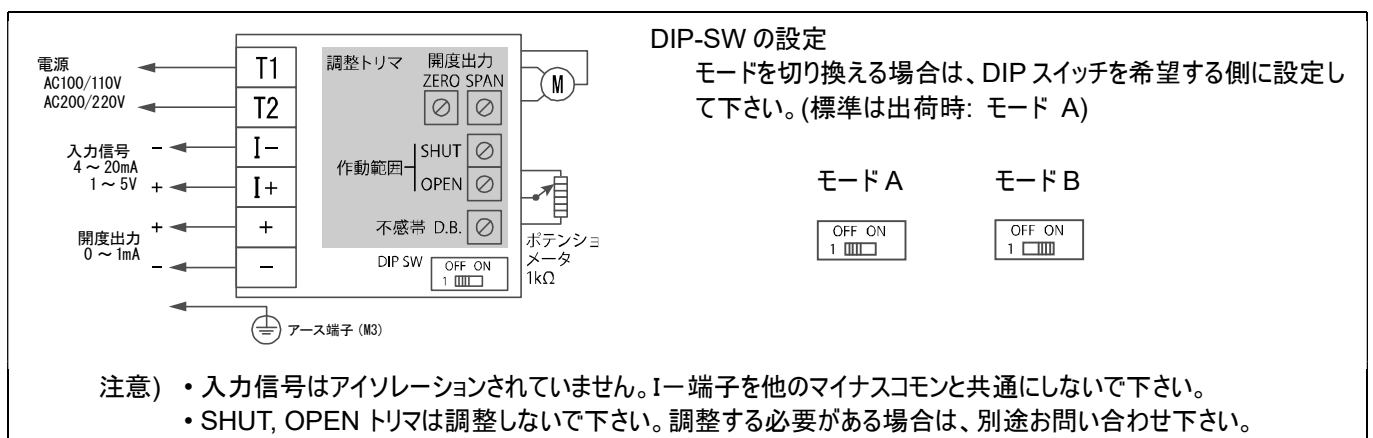 電源
AC100/110V
AC200/220V
入力信号
4～20mA
1～5V
−
+
開度出力
0～1mA
+
−
T1
T2
I−
I+
+
−
調整トリマ
開度出力
ZERO SPAN
作動範囲
SHUT
OPEN
不感帯 D.B.
DIP SW
OFF ON
1
M
ポテンショ
メータ
1kΩ
アース端子 (M3)
DIP-SW の設定
モードを切り換える場合は、DIP スイッチを希望する側に設定し
て下さい。(標準は出荷時: モード A)
モード A
モード B
OFF ON
1
OFF ON
1
注意) • 入力信号はアイソレーションされていません。I－端子を他のマイナスコモンと共通にしないで下さい。
• SHUT, OPEN トリマは調整しないで下さい。調整する必要がある場合は、別途お問い合わせ下さい。